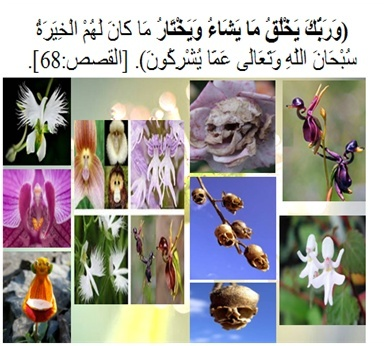 (وَرَبُّكَ يَخْلُقُ مَا يَشَاءُ وَيَخْتَارُ مَا كَانَ لَهُمْ الْخِيَرَةُ
سُبْحَانَ اللَّهِ وَتَعَالَى عَمَّا يُشْرِكُونَ). [القصص:68].